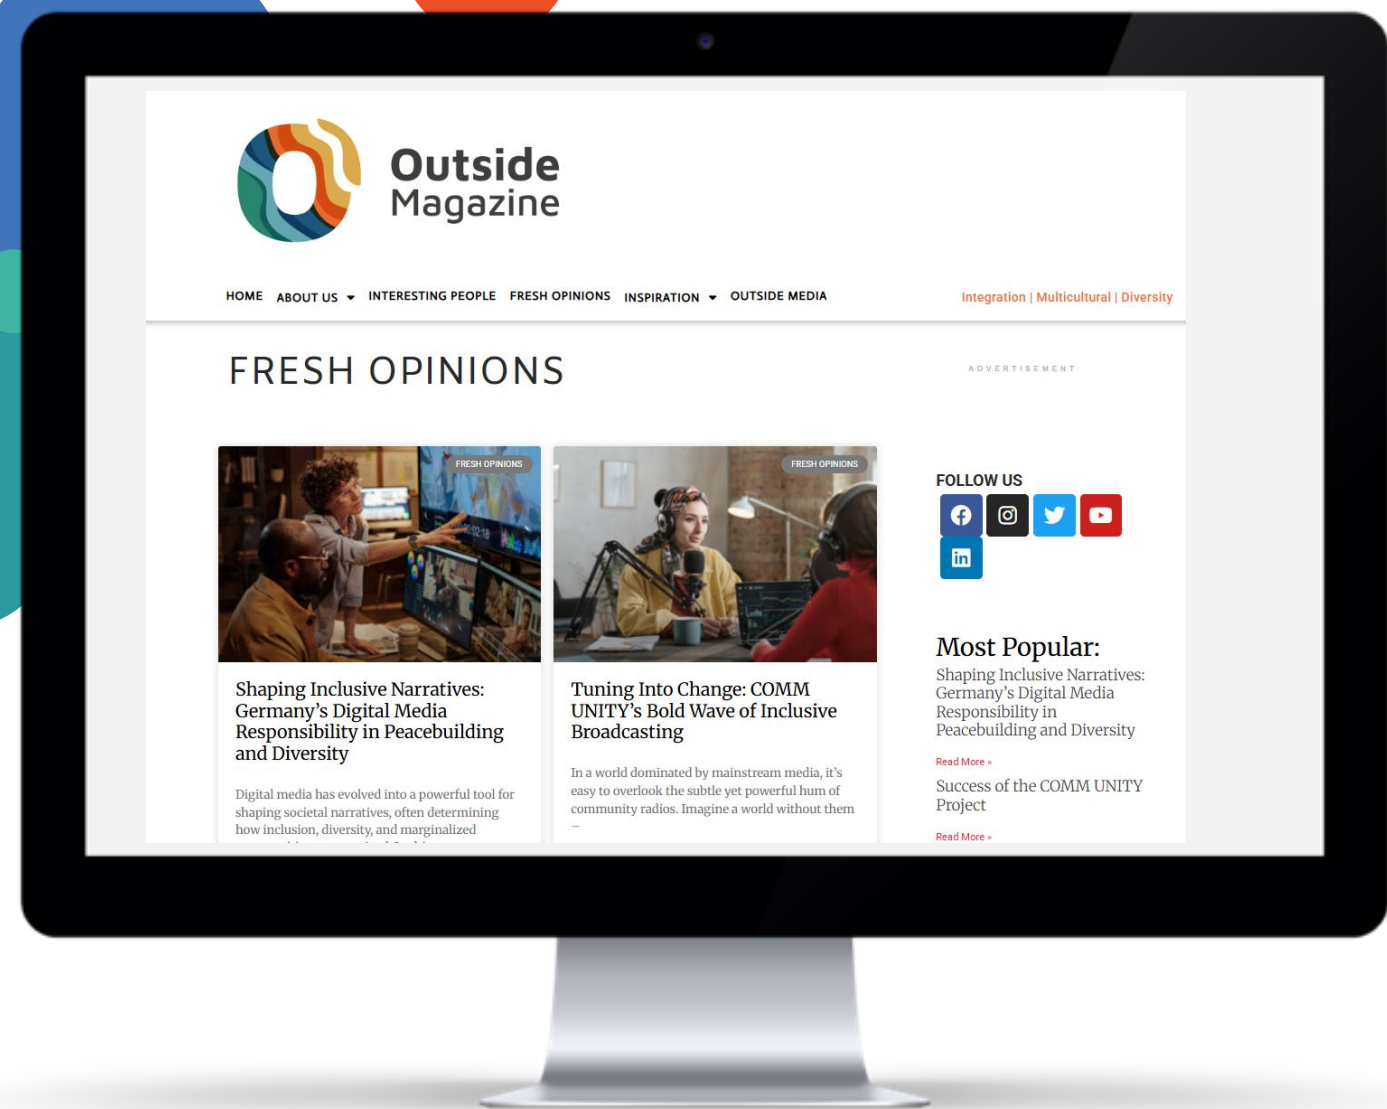 Outside
Magazine
HOME ABOUT US INTERESTING PEOPLE FRESH OPINIONS INSPIRATION OUTSIDE MEDIA
Integration | Multicultural | Diversity
FRESH OPINIONS
ADVERTISEMENT
FRESH OPINIONS
Shaping Inclusive Narratives:
Germany's Digital Media
Responsibility in Peacebuilding
and Diversity
Digital media has evolved into a powerful tool for
shaping societal narratives, often determining
how inclusion, diversity, and marginalized
FRESH OPINIONS
Tuning Into Change: COMM
UNITY's Bold Wave of Inclusive
Broadcasting
In a world dominated by mainstream media, it's
easy to overlook the subtle yet powerful hum of
community radios. Imagine a world without them
–
FOLLOW US
Most Popular:
Shaping Inclusive Narratives:
Germany's Digital Media
Responsibility in
Peacebuilding and Diversity
Read More »
Success of the COMM UNITY
Project
Read More »